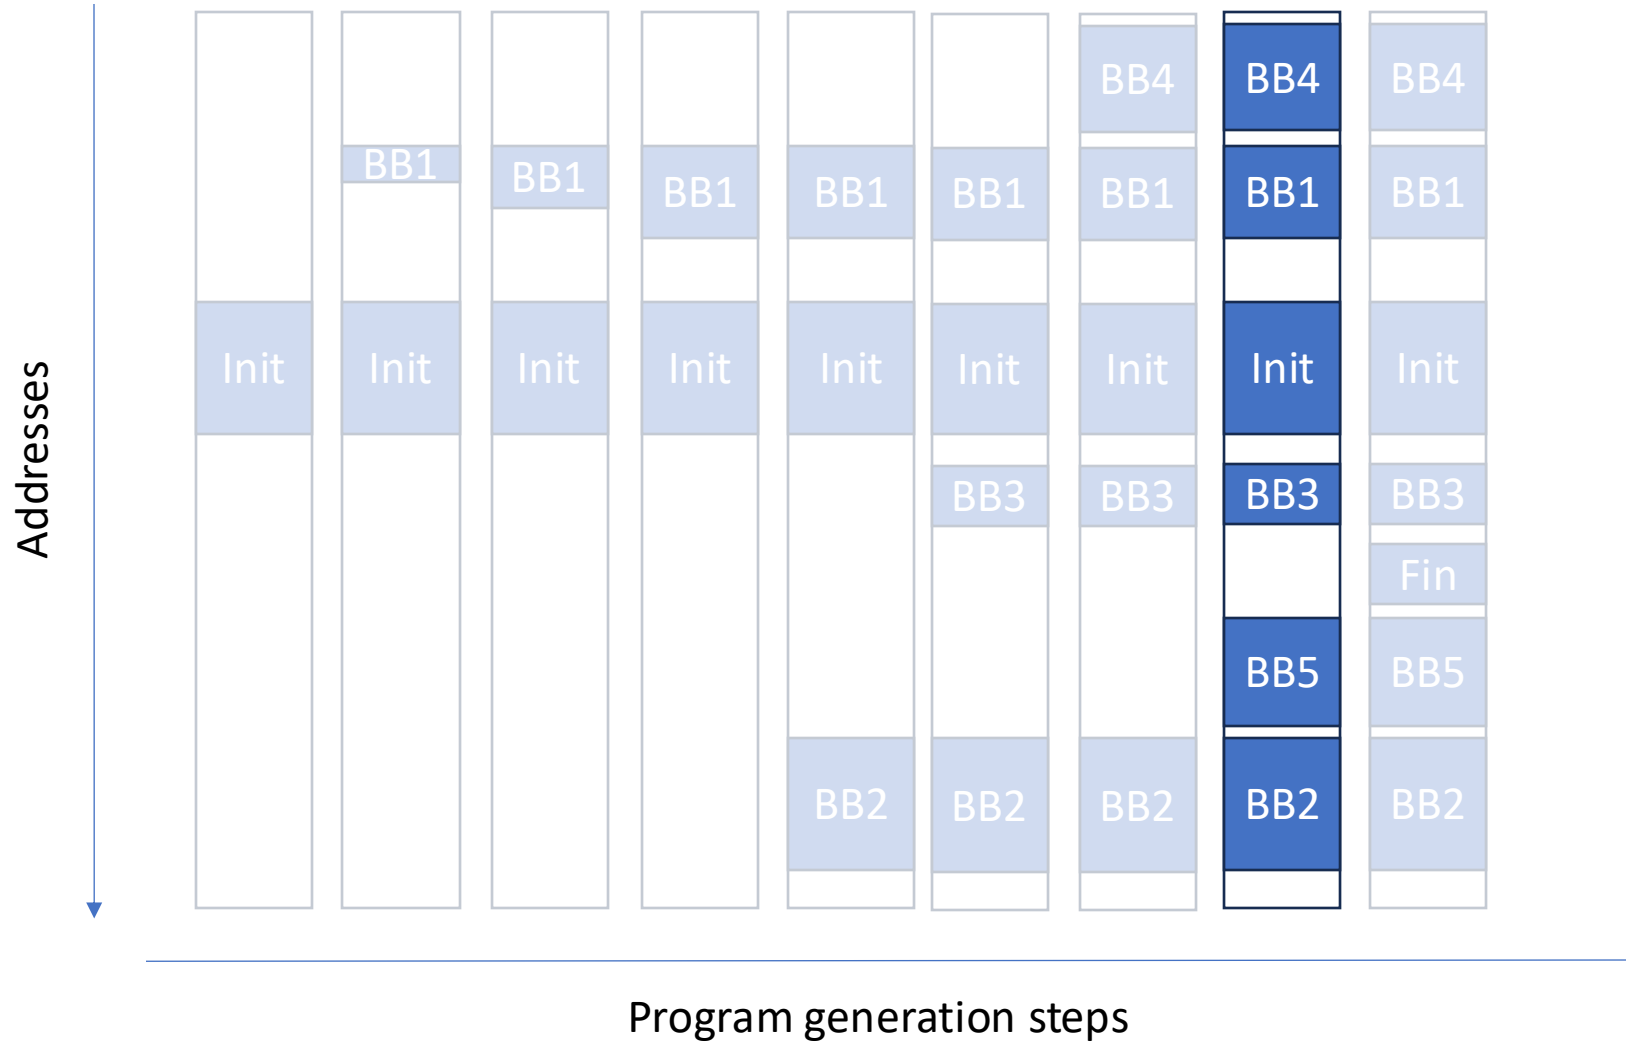 BB4 BB4 BB4
BB1 BB1 BB1 BB1 BB1 BB1 BB1 BB1
Init Init Init Init Init Init Init Init Init
Addresses
BB3 BB3 BB3 BB3
Fin
BB5 BB5
BB2 BB2 BB2 BB2 BB2
Program generation steps